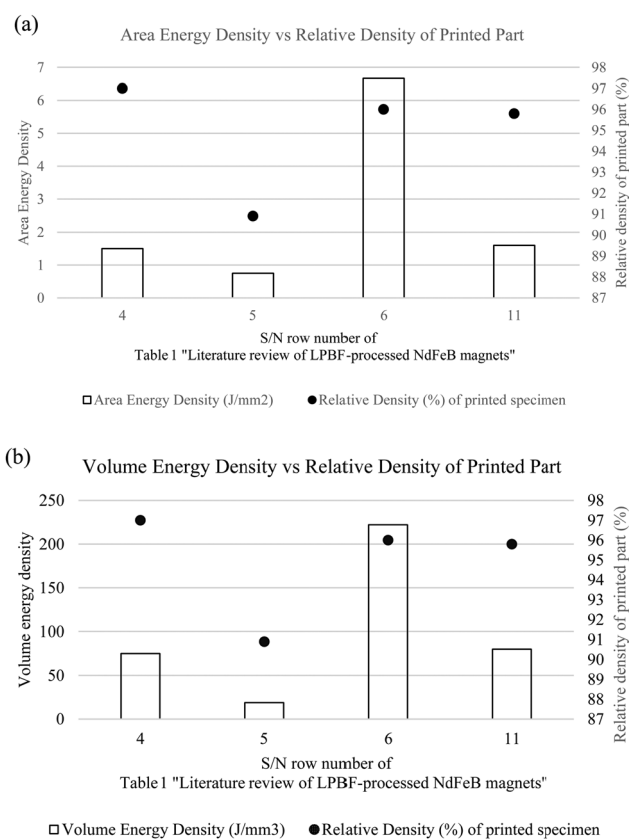 (a)
Area Energy Density vs Relative Density of Printed Part
7
6
5
4
3
2
1
0
Area Energy Density
98
97
96
95
94
93
92
91
90
89
88
87
Relative density of printed part (%)
4 5 6 11
S/N row number of
Table 1 "Literature review of LPBF-processed NdFeB magnets"
Area Energy Density (J/mm2) Relative Density (%) of printed specimen
(b)
Volume Energy Density vs Relative Density of Printed Part
250
200
150
100
50
0
Volume energy density
98
97
96
95
94
93
92
91
90
89
88
87
Relative density of printed part (%)
4 5 6 11
S/N row number of
Table 1 "Literature review of LPBF-processed NdFeB magnets"
Volume Energy Density (J/mm3) Relative Density (%) of printed specimen